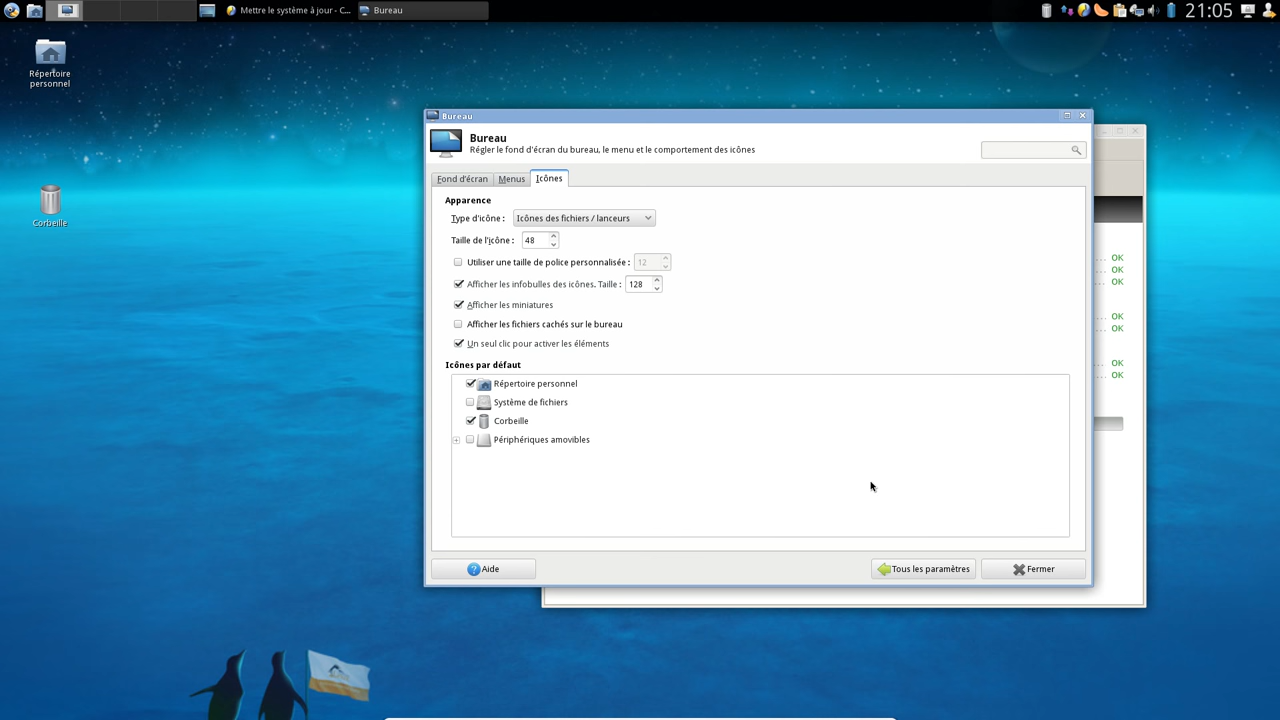 Mettre le système à jour - C...
Bureau
21:05
Répertoire
personnel
Corbeille
Bureau
Bureau
Régler le fond d'écran du bureau, le menu et le comportement des icônes
Fond d'écran
Menus
Icônes
Apparence
Type d'icône :
Icônes des fichiers / lanceurs
Taille de l'icône :
48
Utiliser une taille de police personnalisée :
12
Afficher les infobulles des icônes. Taille :
128
Afficher les miniatures
Afficher les fichiers cachés sur le bureau
Un seul clic pour activer les éléments
Icônes par défaut
Répertoire personnel
Système de fichiers
Corbeille
Périphériques amovibles
Aide
Tous les paramètres
Fermer
... OK
... OK
... OK
... OK
... OK
... OK
... OK